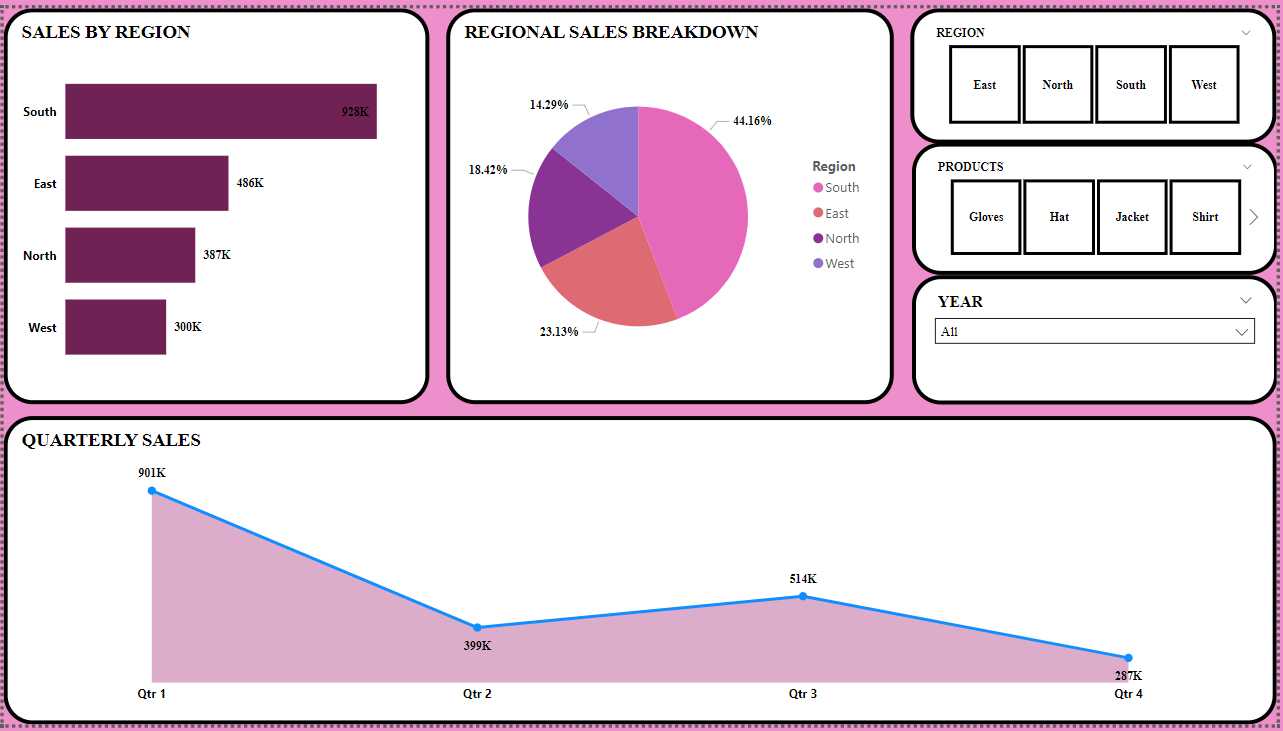 SALES BY REGION
South
928K
East
486K
North
387K
West
300K
REGIONAL SALES BREAKDOWN
14.29%
44.16%
18.42%
23.13%
Region
South
East
North
West
REGION
East North South West
PRODUCTS
Gloves Hat Jacket Shirt
YEAR
All
QUARTERLY SALES
901K
399K
514K
287K
Qtr 1 Qtr 2 Qtr 3 Qtr 4